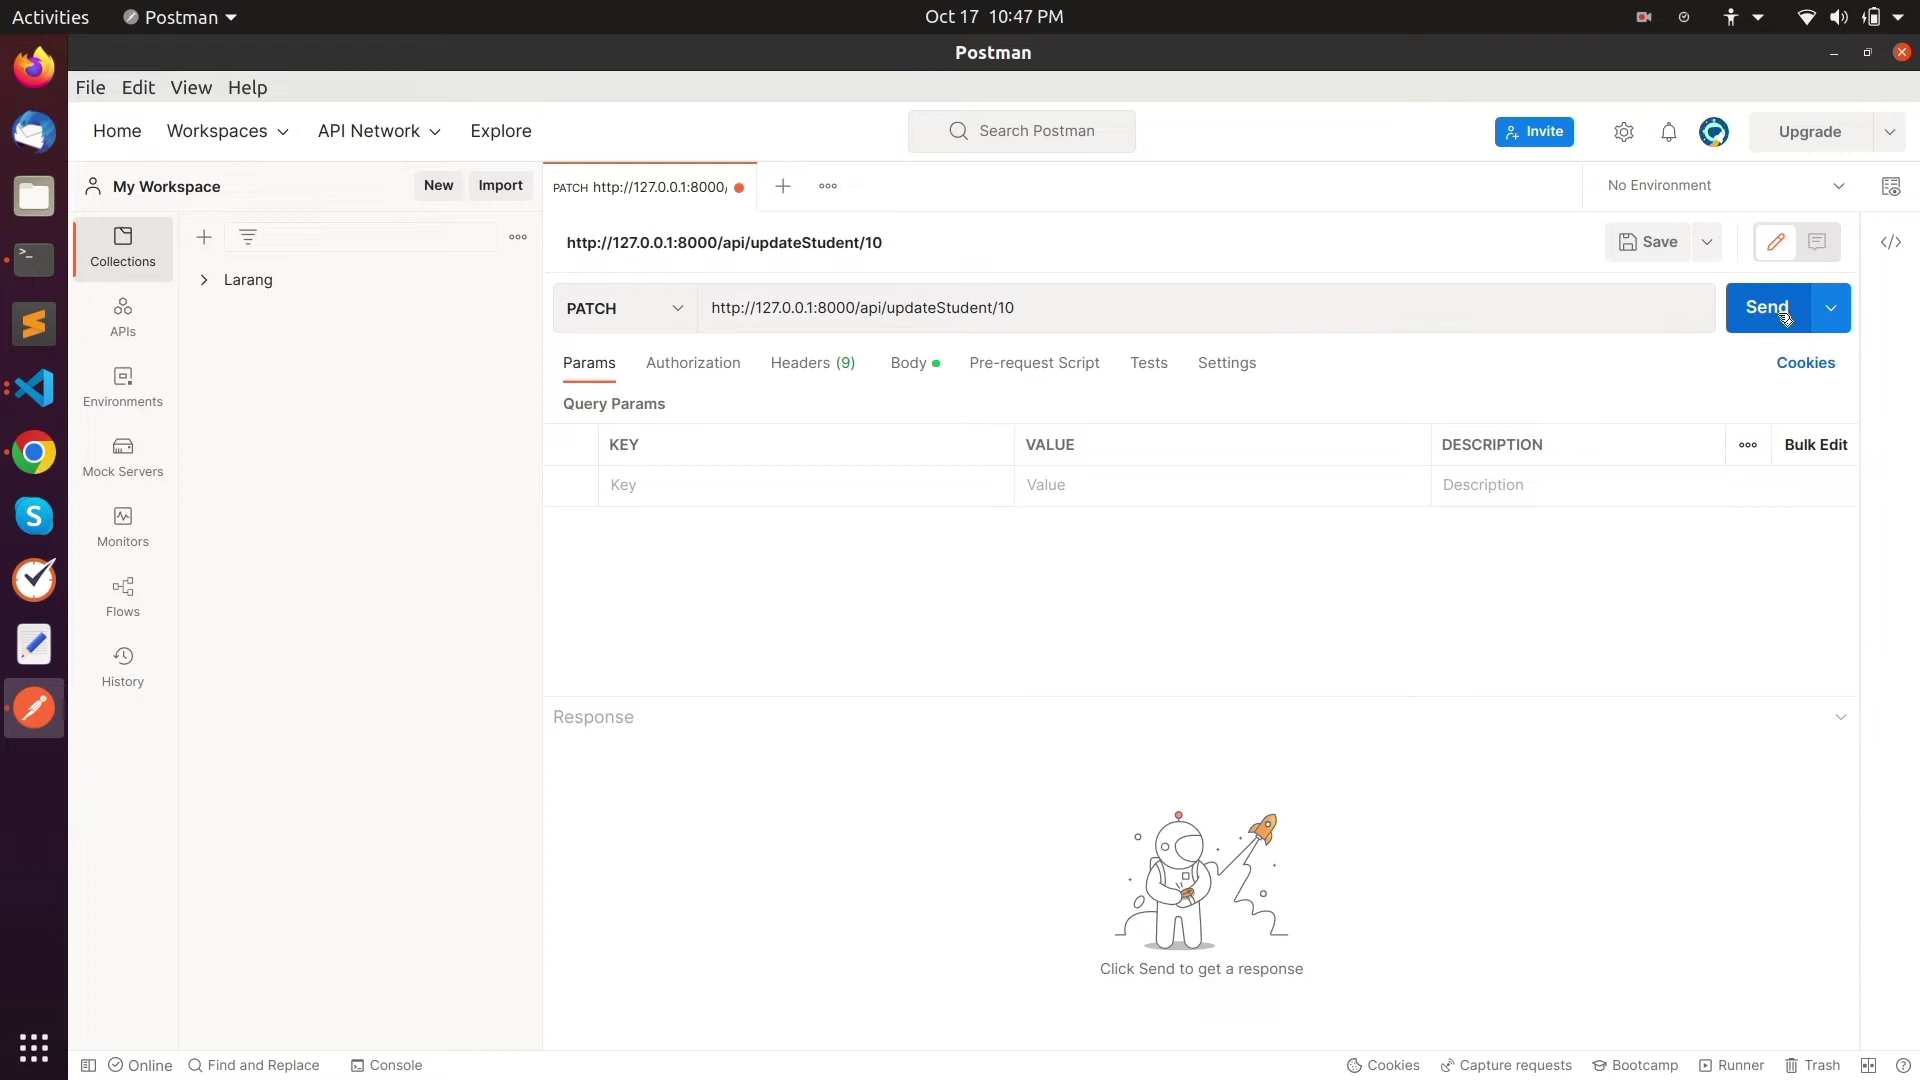 Activities Postman Oct 17 10:47 PM
Postman
File Edit View Help
Home Workspaces API Network Explore Search Postman Invite Upgrade
My Workspace New Import PATCH http://127.0.0.1:8000/ No Environment
http://127.0.0.1:8000/api/updateStudent/10 Save
Collections
Larang
APIs
Environments
Mock Servers
Monitors
Flows
History
PATCH http://127.0.0.1:8000/api/updateStudent/10 Send
Params Authorization Headers (9) Body Pre-request Script Tests Settings Cookies
Query Params
KEY VALUE DESCRIPTION Bulk Edit
Key Value Description
Response
Click Send to get a response
Online Find and Replace Console Cookies Capture requests Bootcamp Runner Trash